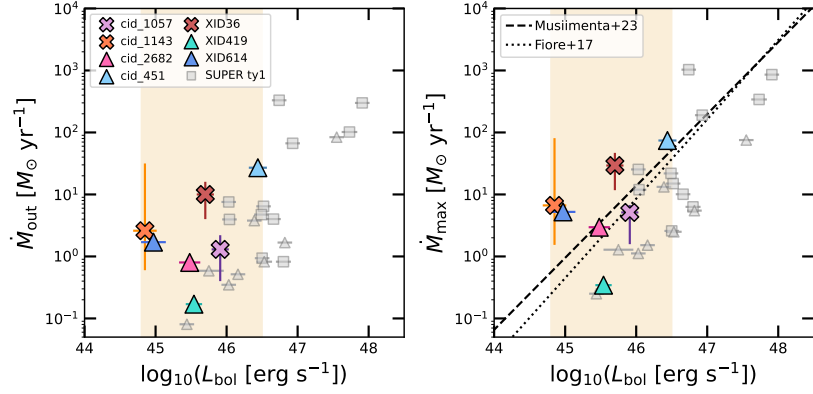 cid_1057
cid_1143
cid_2682
cid_451
XID36
XID419
XID614
SUPER ty1
Ṁout [M⊙ yr−1]
10^4
10^3
10^2
10^1
10^0
10^−1
44 45 46 47 48
log10(Lbol [erg s−1])
Musiimenta+23
Fiore+17
Ṁmax [M⊙ yr−1]
10^4
10^3
10^2
10^1
10^0
10^−1
44 45 46 47 48
log10(Lbol [erg s−1])